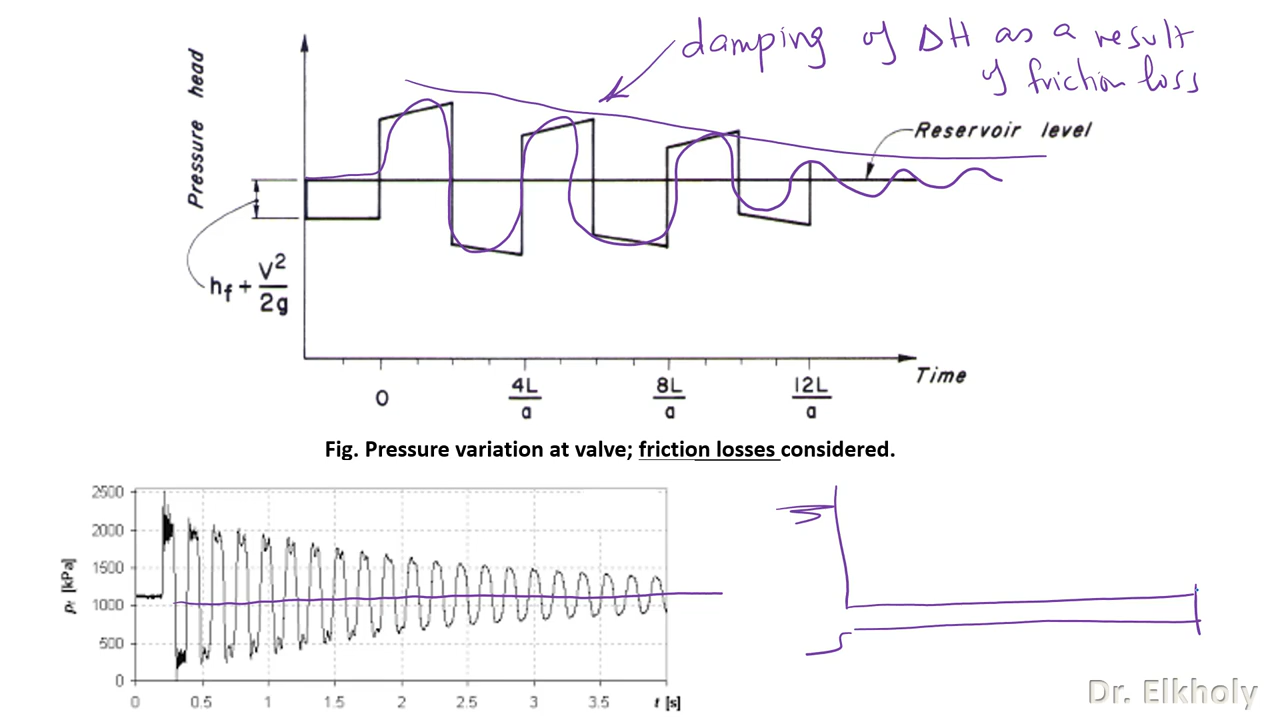 damping of ΔH as a result
of friction loss
Pressure head
Reservoir level
hf + V²/2g
0
4L/a
8L/a
12L/a
Time
Fig. Pressure variation at valve; friction losses considered.
2500
2000
1500
1000
500
0
pr [kPa]
0
0.5
1
1.5
2
2.5
3
3.5
t [s]
Dr. Elkholy